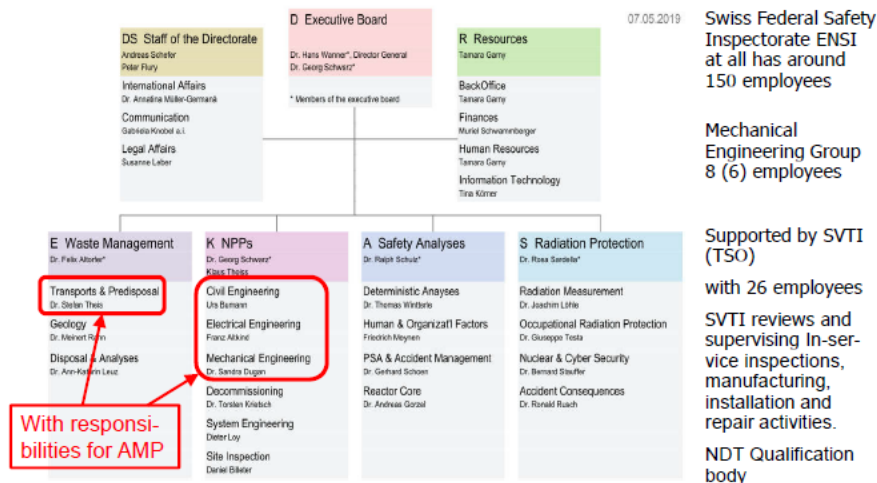 D Executive Board
Dr. Hans Wanner*, Director General
Dr. Georg Schwarz*
* Members of the executive board
07.05.2019
DS Staff of the Directorate
Andreas Schefer
Peter Flury
International Affairs
Dr. Annatina Müller-Germanà
Communication
Gabriela Knobel a.i.
Legal Affairs
Susanne Leber
R Resources
Tamara Garny
BackOffice
Tamara Garny
Finances
Muriel Schwammberger
Human Resources
Tamara Garny
Information Technology
Tina Körner
E Waste Management
Dr. Felix Altorfer*
Transports & Predisposal
Dr. Stefan Theis
Geology
Dr. Meinert Rahn
Disposal & Analyses
Dr. Ann-Kathrin Leuz
With responsi-
bilities for AMP
K NPPs
Dr. Georg Schwarz*
Klaus Theiss
Civil Engineering
Urs Bumann
Electrical Engineering
Franz Altkind
Mechanical Engineering
Dr. Sandra Dugan
Decommissioning
Dr. Torsten Krietsch
System Engineering
Dieter Loy
Site Inspection
Daniel Billeter
A Safety Analyses
Dr. Ralph Schulz*
Deterministic Anayses
Dr. Thomas Wintterle
Human & Organizat'l Factors
Friedrich Meynen
PSA & Accident Management
Dr. Gerhard Schoen
Reactor Core
Dr. Andreas Gorzel
S Radiation Protection
Dr. Rosa Sardella*
Radiation Measurement
Dr. Joachim Löhle
Occupational Radiation Protection
Dr. Giuseppe Testa
Nuclear & Cyber Security
Dr. Bernard Stauffer
Accident Consequences
Dr. Ronald Rusch
Swiss Federal Safety
Inspectorate ENSI
at all has around
150 employees
Mechanical
Engineering Group
8 (6) employees
Supported by SVTI
(TSO)
with 26 employees
SVTI reviews and
supervising In-ser-
vice inspections,
manufacturing,
installation and
repair activities.
NDT Qualification
body